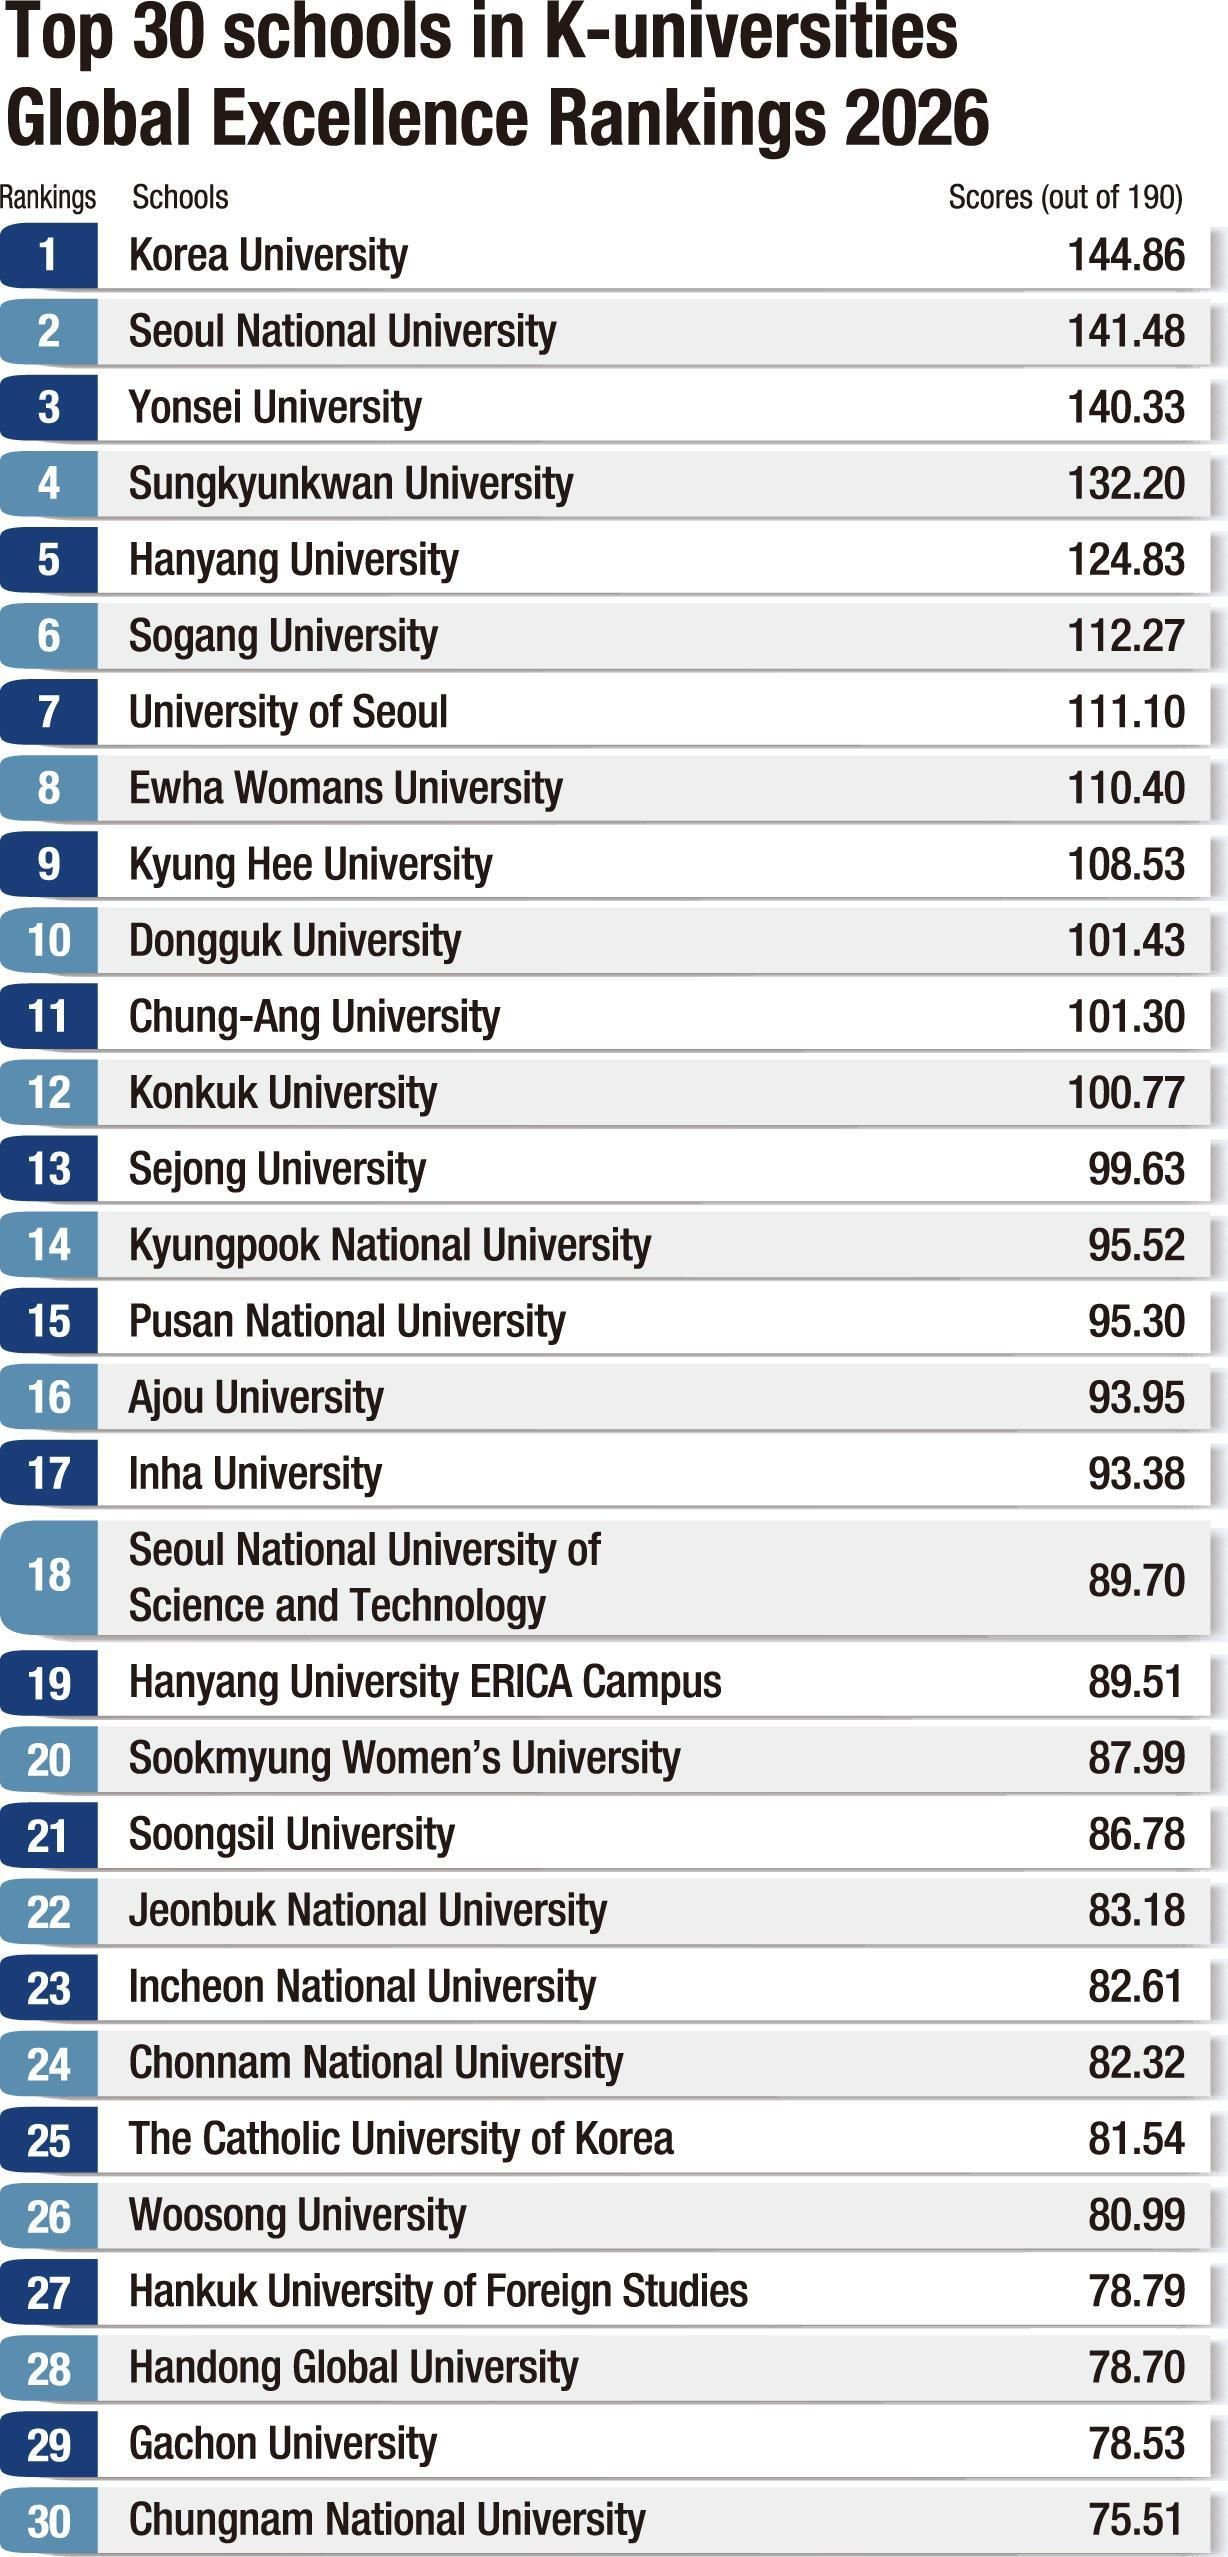 Top 30 schools in K-universities
Global Excellence Rankings 2026
Rankings Schools Scores (out of 190)
1 Korea University 144.86
2 Seoul National University 141.48
3 Yonsei University 140.33
4 Sungkyunkwan University 132.20
5 Hanyang University 124.83
6 Sogang University 112.27
7 University of Seoul 111.10
8 Ewha Womans University 110.40
9 Kyung Hee University 108.53
10 Dongguk University 101.43
11 Chung-Ang University 101.30
12 Konkuk University 100.77
13 Sejong University 99.63
14 Kyungpook National University 95.52
15 Pusan National University 95.30
16 Ajou University 93.95
17 Inha University 93.38
18 Seoul National University of
Science and Technology 89.70
19 Hanyang University ERICA Campus 89.51
20 Sookmyung Women’s University 87.99
21 Soongsil University 86.78
22 Jeonbuk National University 83.18
23 Incheon National University 82.61
24 Chonnam National University 82.32
25 The Catholic University of Korea 81.54
26 Woosong University 80.99
27 Hankuk University of Foreign Studies 78.79
28 Handong Global University 78.70
29 Gachon University 78.53
30 Chungnam National University 75.51